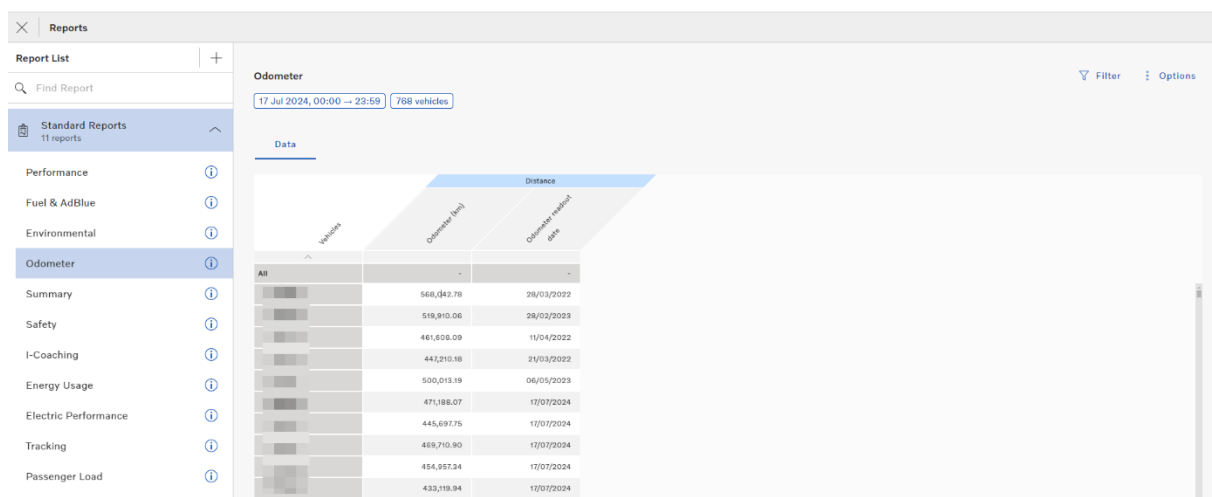 Reports
Report List
Find Report
Standard Reports
11 reports
Performance
Fuel & AdBlue
Environmental
Odometer
Summary
Safety
I-Coaching
Energy Usage
Electric Performance
Tracking
Passenger Load
Odometer
Filter
Options
17 Jul 2024, 00:00 → 23:59
768 vehicles
Data
Distance
Vehicles
Odometer (km)
Odometer readout
date
All - -
568,042.78 28/03/2022
519,910.06 28/02/2023
461,608.09 11/04/2022
447,210.18 21/03/2022
500,013.19 06/05/2023
471,188.07 17/07/2024
445,697.75 17/07/2024
469,710.90 17/07/2024
454,957.34 17/07/2024
433,119.94 17/07/2024